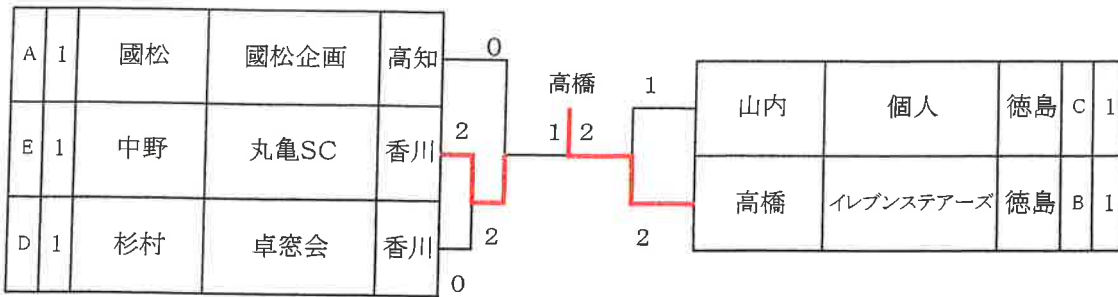 A 1 國松 國松企画 高知
E 1 中野 丸亀SC 香川
D 1 杉村 卓窓会 香川
0
2
2
0
高橋
1 2
1
2
山内 個人 徳島 C 1
高橋 イレブンステアーズ 徳島 B 1